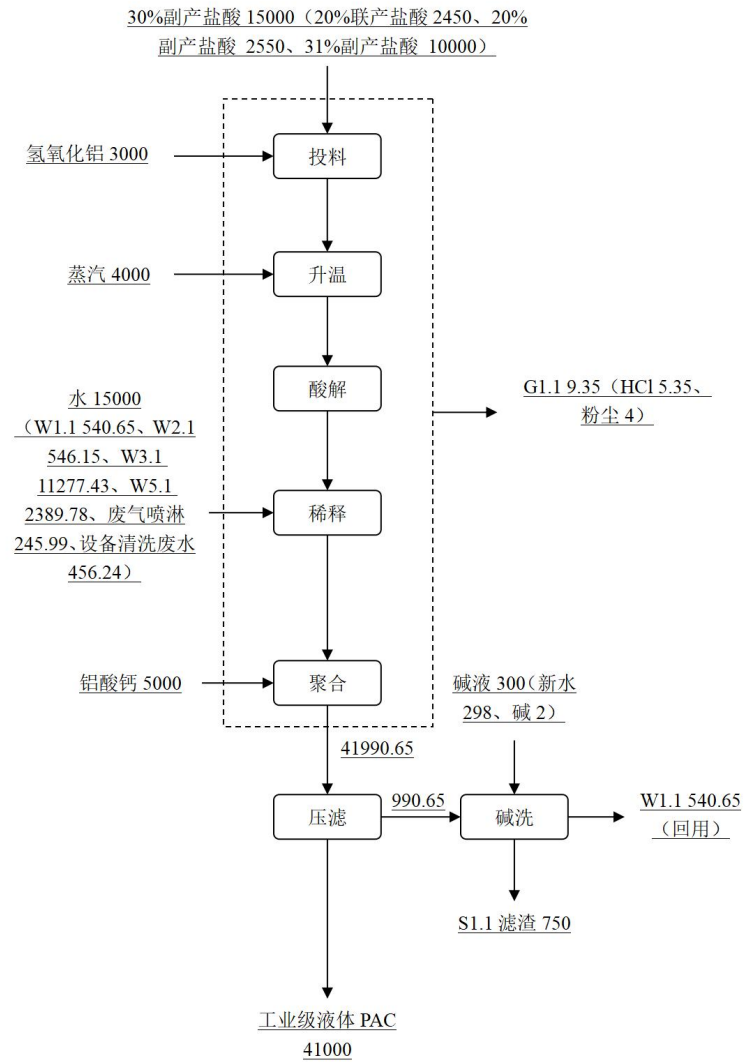 30%副产盐酸 15000（20%联产盐酸 2450、20%
副产盐酸 2550、31%副产盐酸 10000）
氢氧化铝 3000
投料
蒸汽 4000
升温
酸解
G1.1 9.35（HCl 5.35、
粉尘 4）
水 15000
（W1.1 540.65、W2.1
546.15、W3.1
11277.43、W5.1
2389.78、废气喷淋
245.99、设备清洗废水
456.24）
稀释
铝酸钙 5000
聚合
碱液 300（新水
298、碱 2）
41990.65
压滤
990.65
碱洗
W1.1 540.65
（回用）
S1.1 滤渣 750
工业级液体 PAC
41000